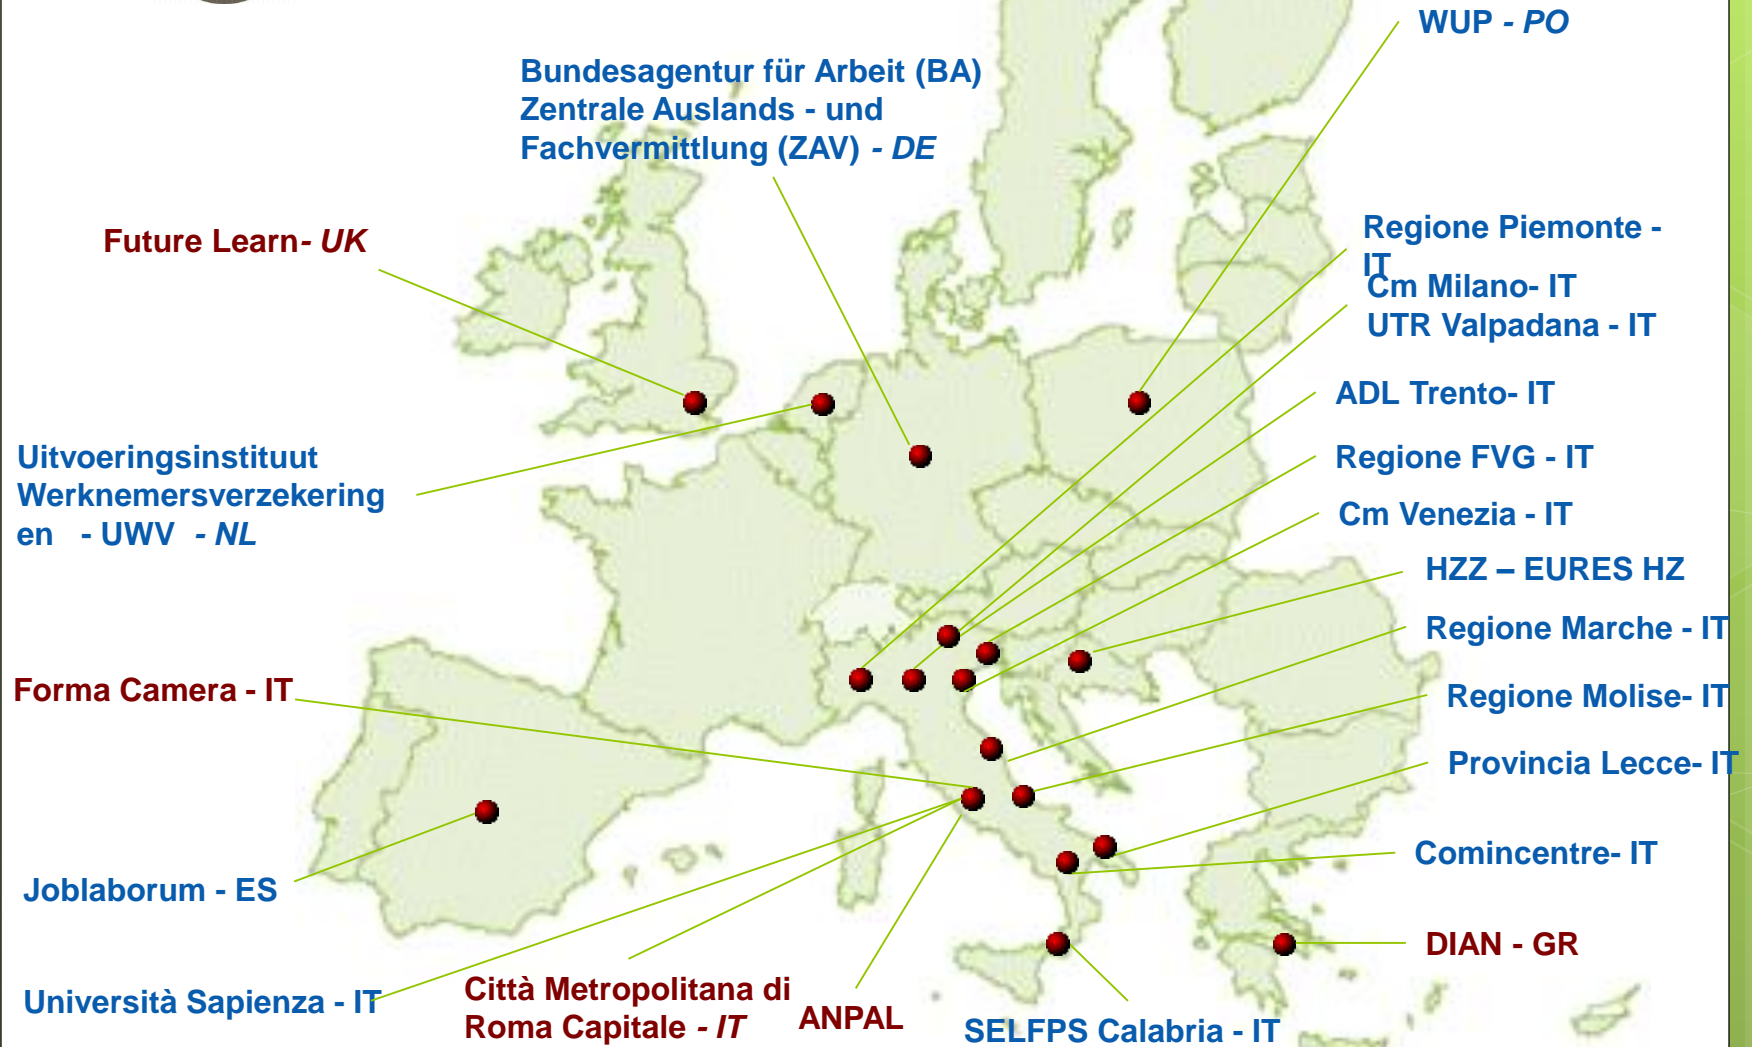 WUP - PO
Bundesagentur für Arbeit (BA)
Zentrale Auslands - und
Fachvermittlung (ZAV) - DE
Future Learn- UK
Regione Piemonte -
IT
Cm Milano- IT
UTR Valpadana - IT
ADL Trento- IT
Uitvoeringsinstituut
Werknemersverzekering
en - UWV - NL
Regione FVG - IT
Cm Venezia - IT
HZZ – EURES HZ
Regione Marche - IT
Forma Camera - IT
Regione Molise- IT
Provincia Lecce- IT
Comincentre- IT
Joblaborum - ES
DIAN - GR
Università Sapienza - IT
Città Metropolitana di
Roma Capitale - IT
ANPAL
SELFPS Calabria - IT